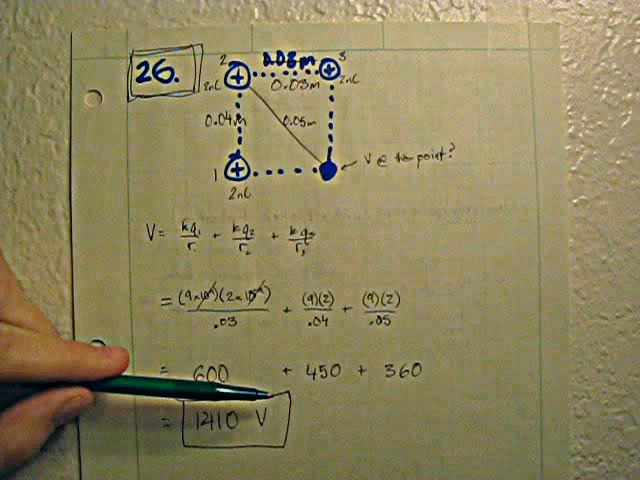 26.
2 0.03m 3
2nC 0.03m 2nC
0.04m 0.05m
1 V @ the point?
2nC
V= kq₁/r₁ + kq₂/r₂ + kq₃/r₃
= (9×10⁹)(2×10⁻⁹)/.03 + (9)(2)/.04 + (9)(2)/.05
= 600 + 450 + 360
= 1410 V